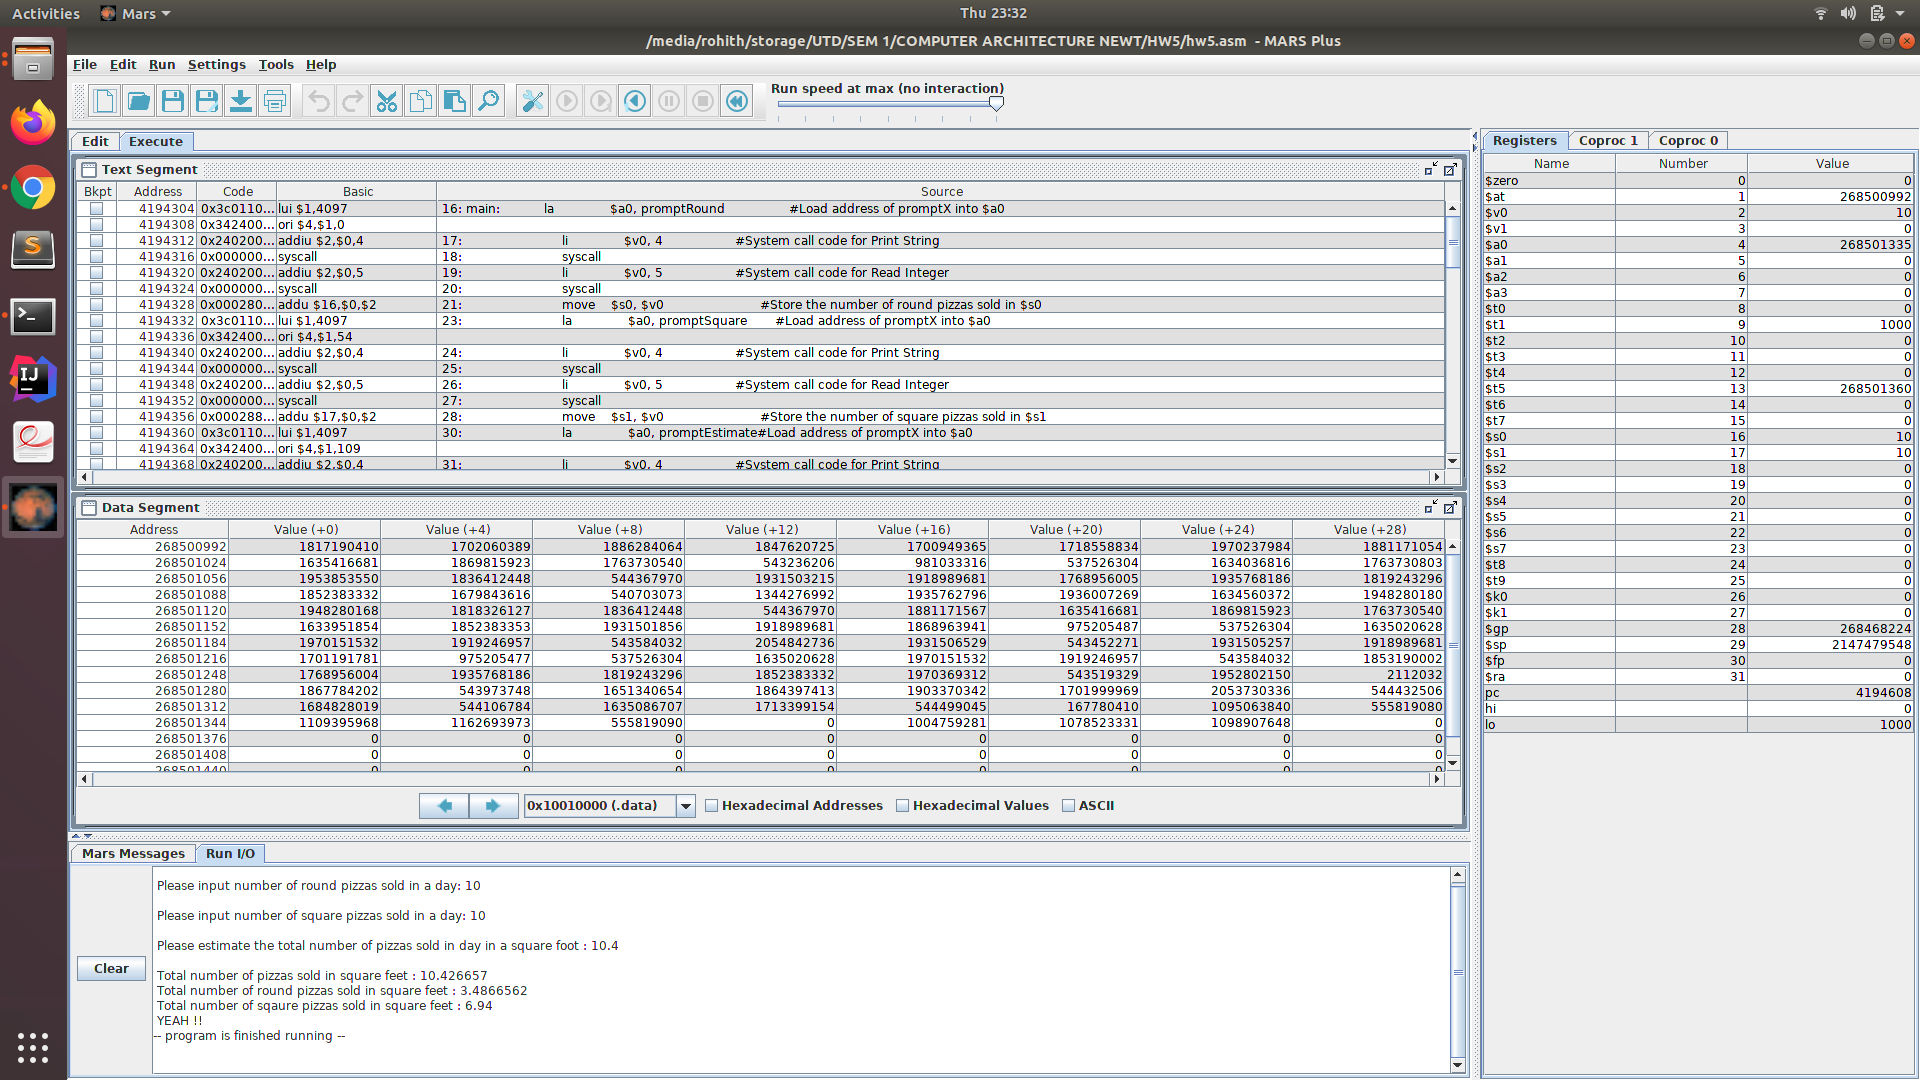 Activities Mars Thu 23:32
/media/rohith/storage/UTD/SEM 1/COMPUTER ARCHITECTURE NEWT/HW5/hw5.asm - MARS Plus
File Edit Run Settings Tools Help
Run speed at max (no interaction)
Edit Execute
Text Segment
Bkpt Address Code Basic Source
4194304 0x3c0110... lui $1,4097 16: main: la $a0, promptRound #Load address of promptX into $a0
4194308 0x342400... ori $4,$1,0
4194312 0x240200... addiu $2,$0,4 17: li $v0, 4 #System call code for Print String
4194316 0x000000... syscall 18: syscall
4194320 0x240200... addiu $2,$0,5 19: li $v0, 5 #System call code for Read Integer
4194324 0x000000... syscall 20: syscall
4194328 0x000280... addu $16,$0,$2 21: move $s0, $v0 #Store the number of round pizzas sold in $s0
4194332 0x3c0110... lui $1,4097 23: la $a0, promptSquare #Load address of promptX into $a0
4194336 0x342400... ori $4,$1,54
4194340 0x240200... addiu $2,$0,4 24: li $v0, 4 #System call code for Print String
4194344 0x000000... syscall 25: syscall
4194348 0x240200... addiu $2,$0,5 26: li $v0, 5 #System call code for Read Integer
4194352 0x000000... syscall 27: syscall
4194356 0x000288... addu $17,$0,$2 28: move $s1, $v0 #Store the number of square pizzas sold in $s1
4194360 0x3c0110... lui $1,4097 30: la $a0, promptEstimate#Load address of promptX into $a0
4194364 0x342400... ori $4,$1,109
4194368 0x240200... addiu $2,$0,4 31: li $v0, 4 #System call code for Print String
Data Segment
Address Value (+0) Value (+4) Value (+8) Value (+12) Value (+16) Value (+20) Value (+24) Value (+28)
268500992 1817190410 1702060389 1886284064 1847620725 1700949365 1718558834 1970237984 1881171054
268501024 1635416681 1869815923 1763730540 543236206 981033316 537526304 1634036816 1763730803
268501056 1953853550 1836412448 544367970 1931503215 1918989681 1768956005 1935768186 1819243296
268501088 1852383332 1679843616 540703073 1344276992 1935762796 1936007269 1634560372 1948280180
268501120 1948280168 1818326127 1836412448 544367970 1881171567 1635416681 1869815923 1763730540
268501152 1633951854 1852383353 1931501856 1918989681 1868963941 975205487 537526304 1635020628
268501184 1970151532 1919246957 543584032 2054842736 1931506529 543452271 1931505257 1918989681
268501216 1701191781 975205477 537526304 1635020628 1970151532 1919246957 543584032 1853190002
268501248 1768956004 1935768186 1819243296 1852383332 1970369312 543519329 1952802150 2112032
268501280 1867784202 543973748 1651340654 1864397413 1903370342 1701999969 2053730336 544432506
268501312 1684828019 544106784 1635086707 1713399154 544499045 167780410 1095063840 555819080
268501344 1109395968 1162693973 555819090 0 1004759281 1078523331 1098907648 0
268501376 0 0 0 0 0 0 0 0
268501408 0 0 0 0 0 0 0 0
268501440 0 0 0 0 0 0 0 0
0x10010000 (.data) Hexadecimal Addresses Hexadecimal Values ASCII
Mars Messages Run I/O
Clear
Please input number of round pizzas sold in a day: 10
Please input number of square pizzas sold in a day: 10
Please estimate the total number of pizzas sold in day in a square foot : 10.4
Total number of pizzas sold in square feet : 10.426657
Total number of round pizzas sold in square feet : 3.4866562
Total number of sqaure pizzas sold in square feet : 6.94
YEAH !!
-- program is finished running --
Registers Coproc 1 Coproc 0
Name Number Value
$zero 0 0
$at 1 268500992
$v0 2 10
$v1 3 0
$a0 4 268501335
$a1 5 0
$a2 6 0
$a3 7 0
$t0 8 0
$t1 9 1000
$t2 10 0
$t3 11 0
$t4 12 0
$t5 13 268501360
$t6 14 0
$t7 15 0
$s0 16 10
$s1 17 10
$s2 18 0
$s3 19 0
$s4 20 0
$s5 21 0
$s6 22 0
$s7 23 0
$t8 24 0
$t9 25 0
$k0 26 0
$k1 27 0
$gp 28 268468224
$sp 29 2147479548
$fp 30 0
$ra 31 0
pc 4194608
hi 0
lo 1000